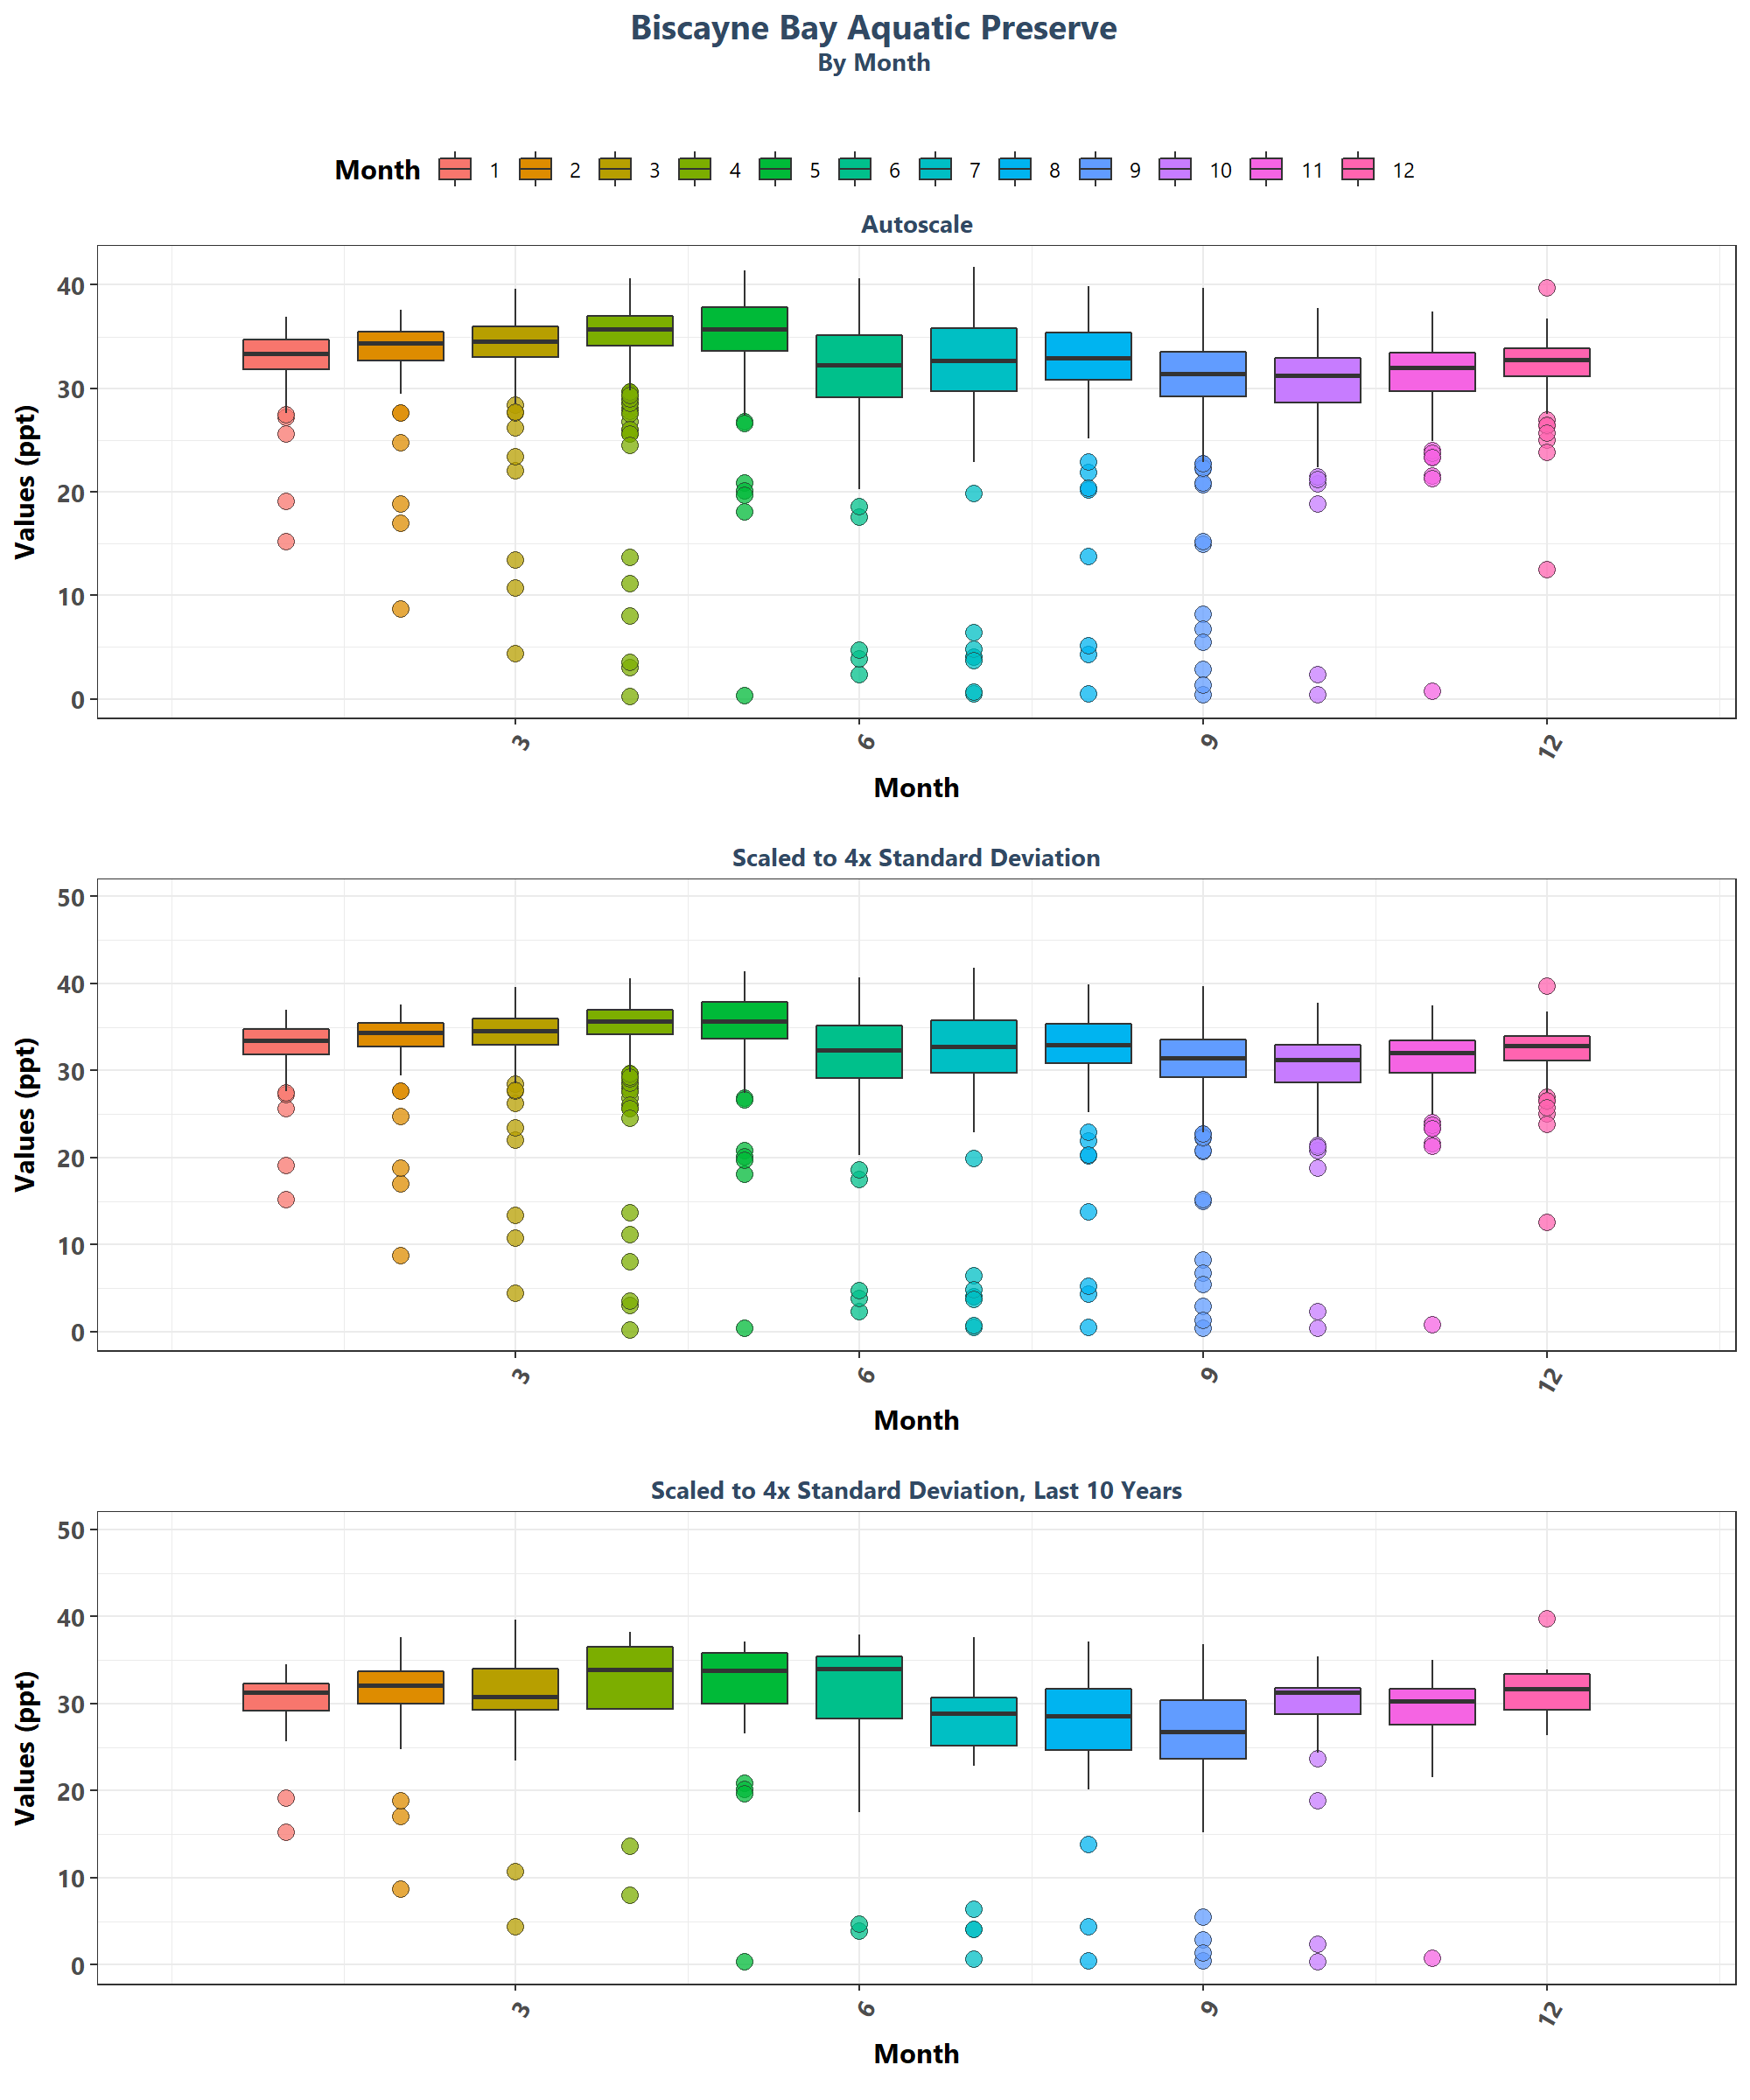 Biscayne Bay Aquatic Preserve
By Month
Month 1 2 3 4 5 6 7 8 9 10 11 12
Autoscale
Values (ppt)
40
30
20
10
0
3 6 9 12
Month
Scaled to 4x Standard Deviation
Values (ppt)
50
40
30
20
10
0
3 6 9 12
Month
Scaled to 4x Standard Deviation, Last 10 Years
Values (ppt)
50
40
30
20
10
0
3 6 9 12
Month